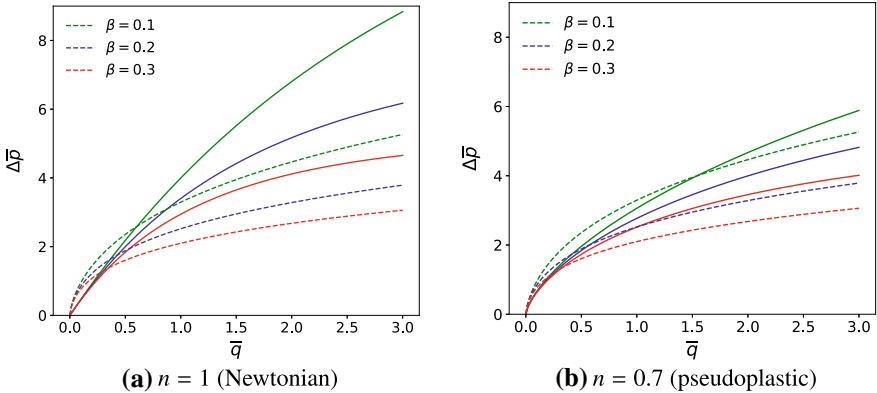 β = 0.1
β = 0.2
β = 0.3
8
6
4
2
0
Δp̅
0.0 0.5 1.0 1.5 2.0 2.5 3.0
q̅
(a) n = 1 (Newtonian)
β = 0.1
β = 0.2
β = 0.3
8
6
4
2
0
Δp̅
0.0 0.5 1.0 1.5 2.0 2.5 3.0
q̅
(b) n = 0.7 (pseudoplastic)